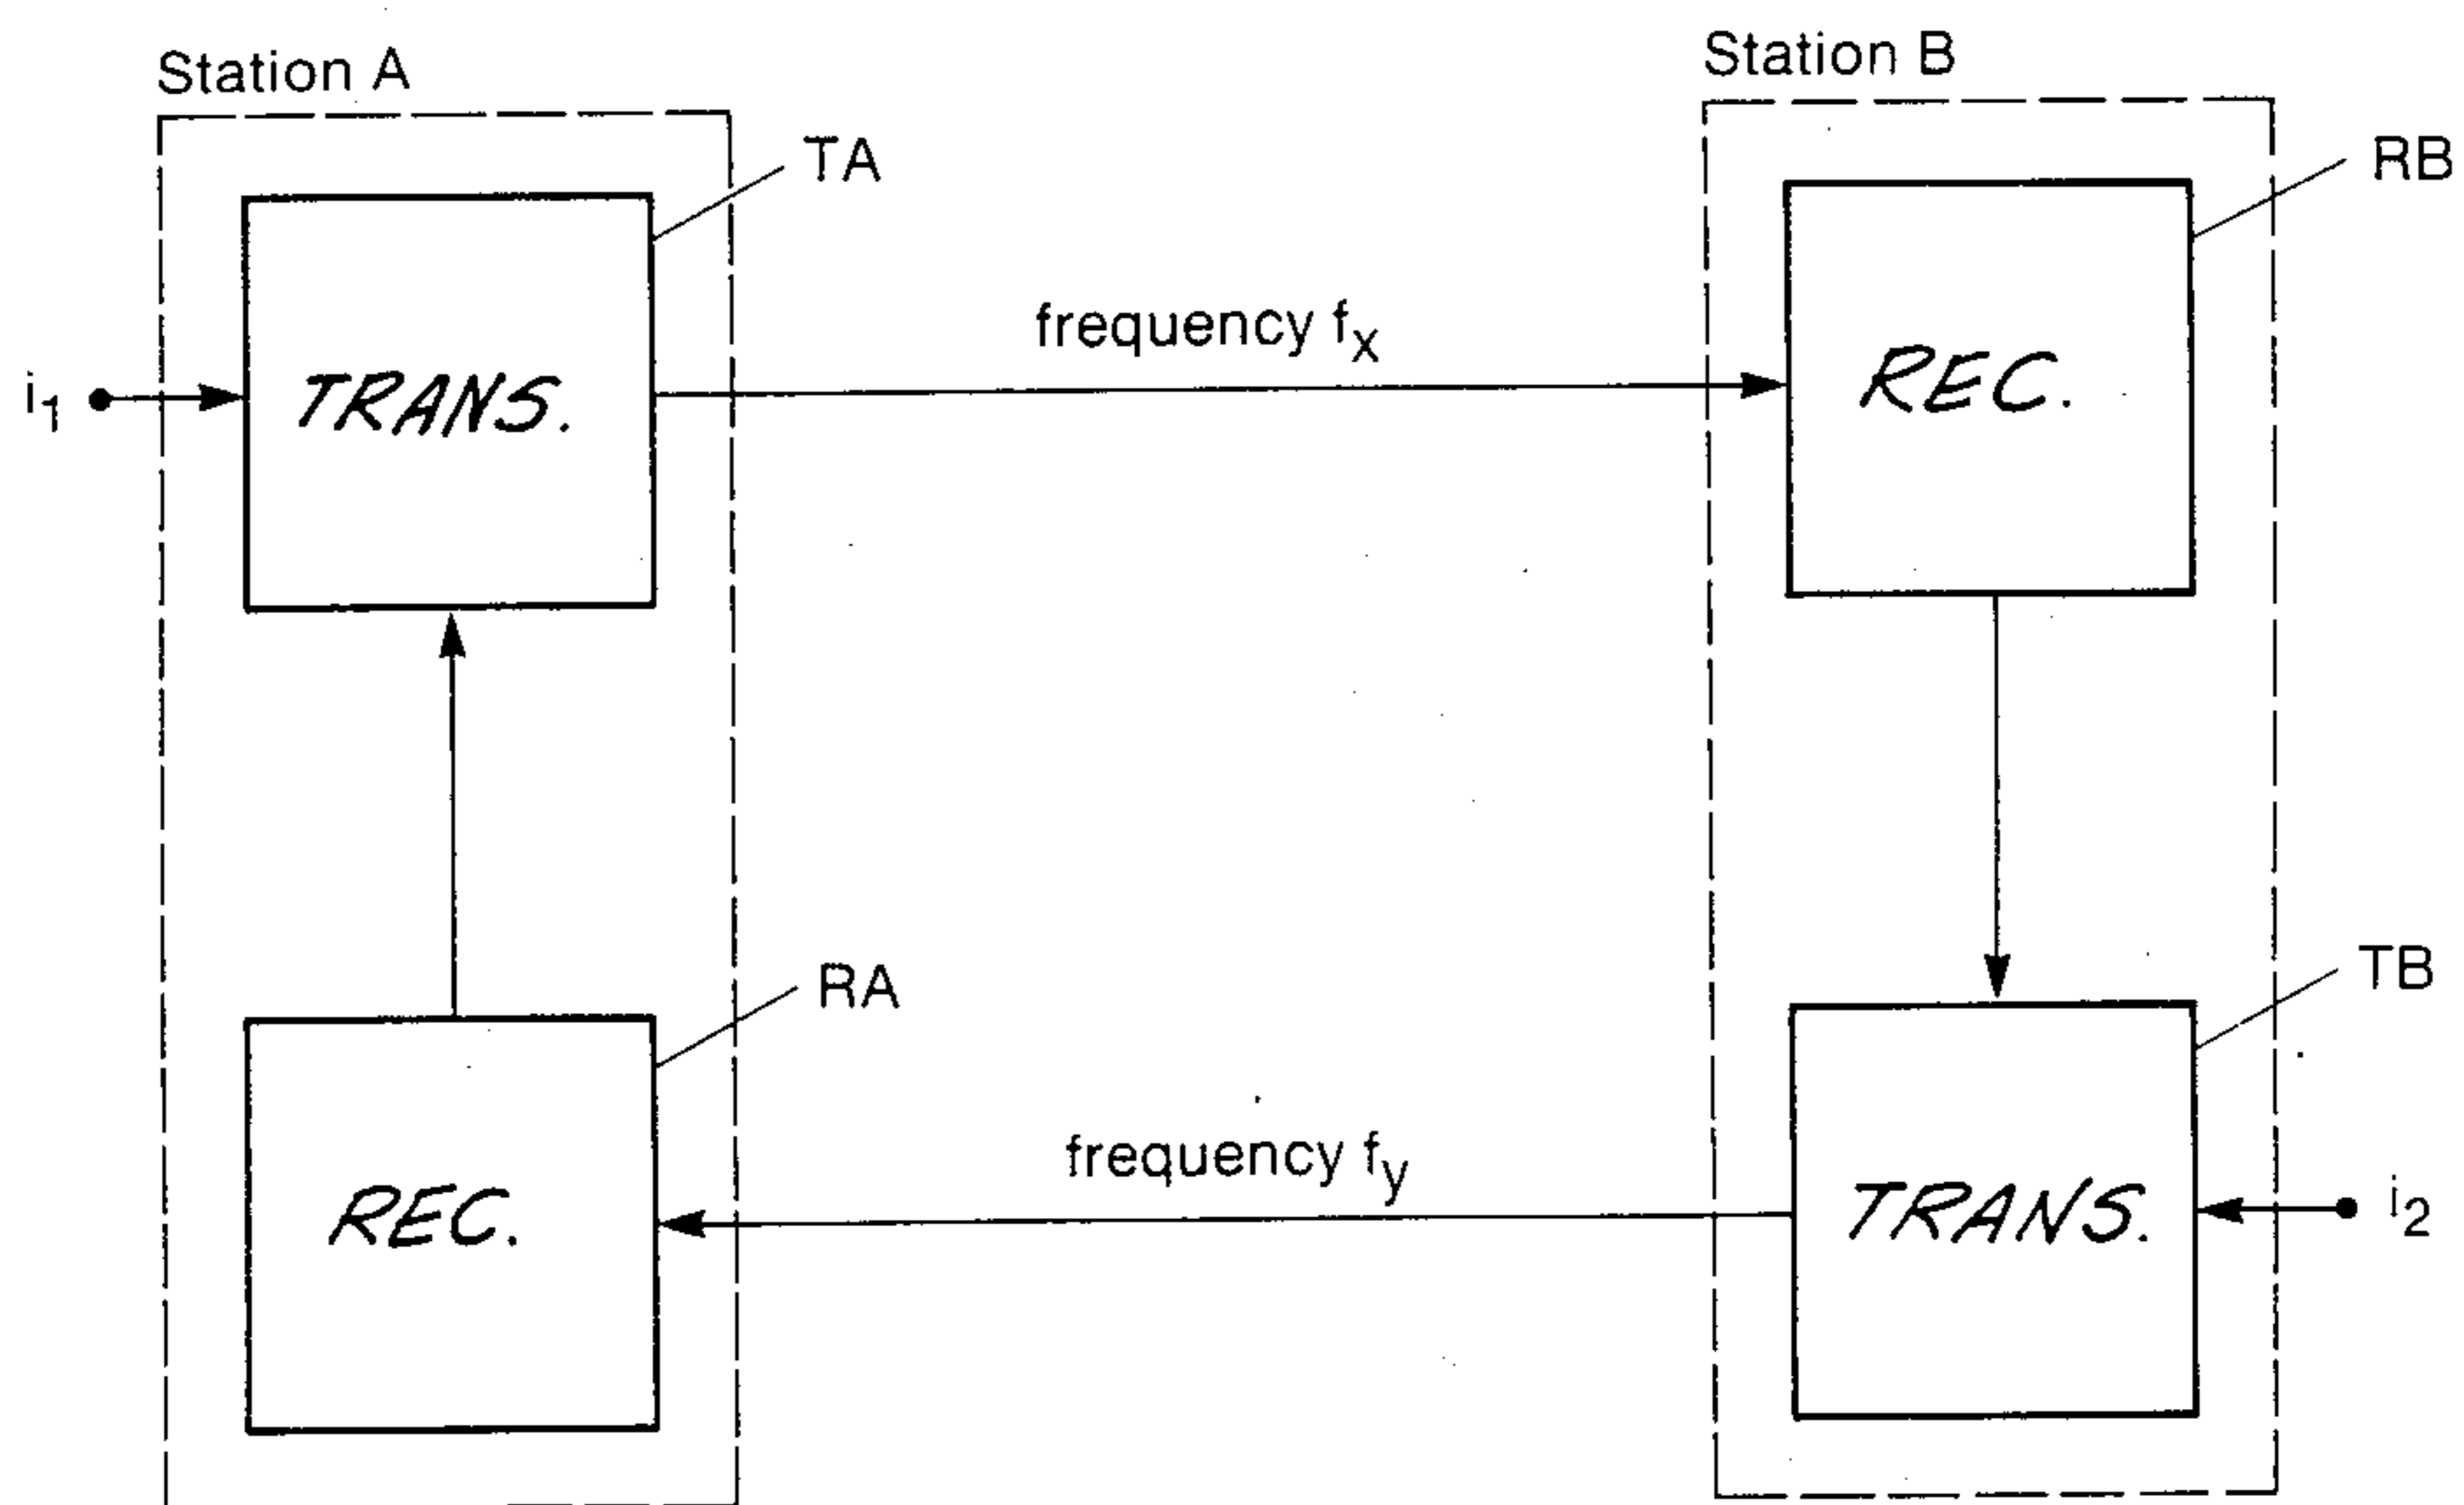 Station A
Station B
TA
RB
frequency fx
i1
TRANS.
REC.
RA
TB
frequency fy
REC.
TRANS.
i2